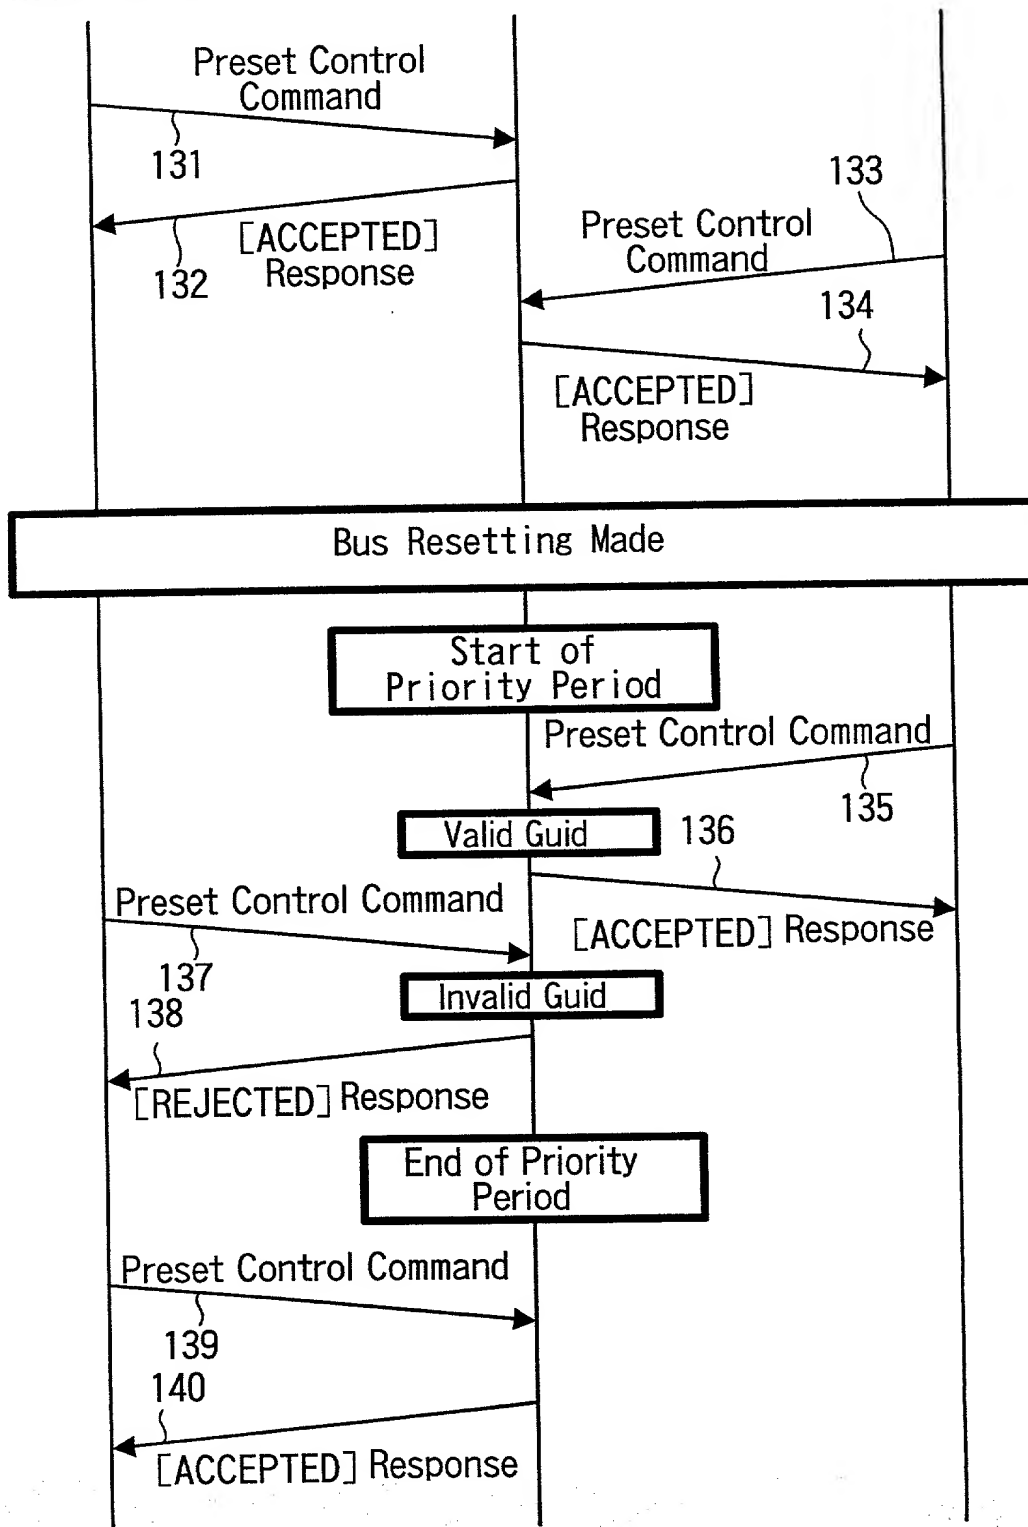 Preset Control
Command
131
133
[ACCEPTED]
Response
132
Preset Control
Command
134
[ACCEPTED]
Response
Bus Resetting Made
Start of
Priority Period
Preset Control Command
135
Valid Guid
136
Preset Control Command
[ACCEPTED] Response
137
Invalid Guid
138
[REJECTED] Response
End of Priority
Period
Preset Control Command
139
140
[ACCEPTED] Response